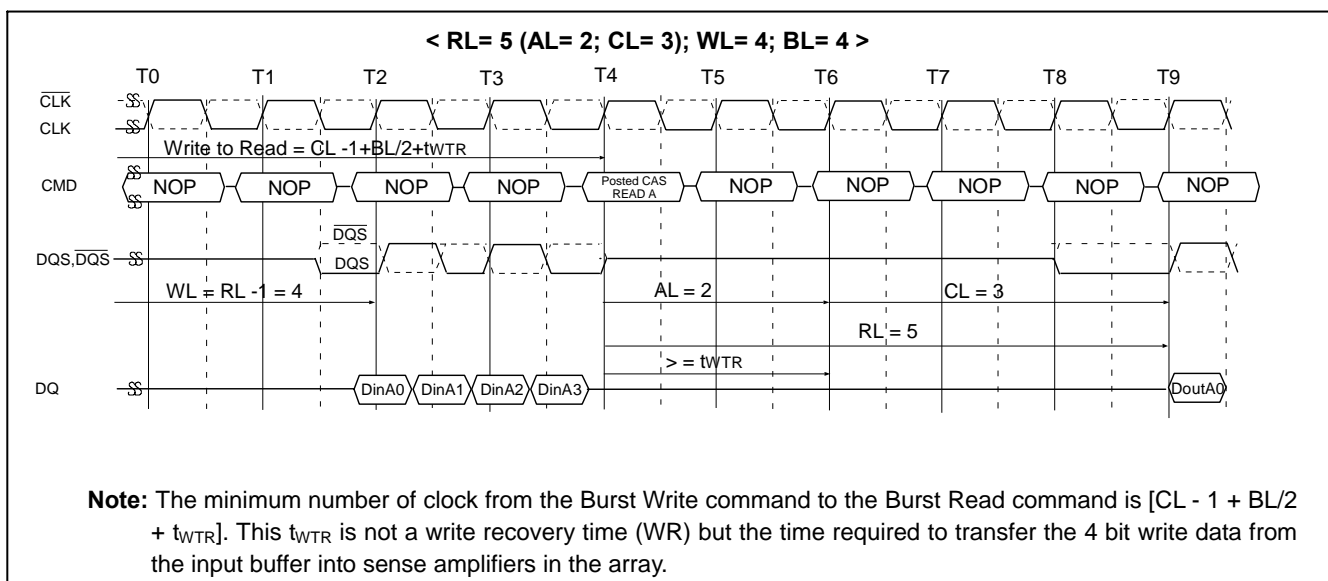 < RL= 5 (AL= 2; CL= 3); WL= 4; BL= 4 >
T0 T1 T2 T3 T4 T5 T6 T7 T8 T9
CLK
CLK
Write to Read = CL -1+BL/2+tWTR
CMD NOP NOP NOP NOP Posted CAS READ A NOP NOP NOP NOP NOP
DQS
DQS,DQS DQS
WL = RL -1 = 4 AL = 2 CL = 3
RL = 5
> = tWTR
DQ DinA0 DinA1 DinA2 DinA3 DoutA0
Note: The minimum number of clock from the Burst Write command to the Burst Read command is [CL - 1 + BL/2
+ tWTR]. This tWTR is not a write recovery time (WR) but the time required to transfer the 4 bit write data from
the input buffer into sense amplifiers in the array.